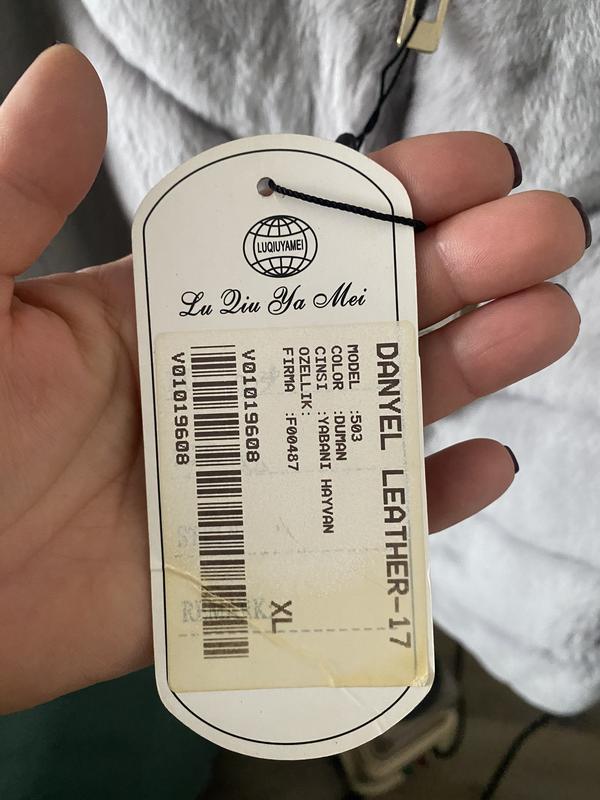 LUQIUYAMEI
Lu Qiu Ya Mei
DANYEL LEATHER-17
MODEL :503
COLOR :DUMAN
CINSI :YABANI HAYVAN
OZELLIK:
FIRMA :F00487
XL
V01019608
V01019608
REMARK